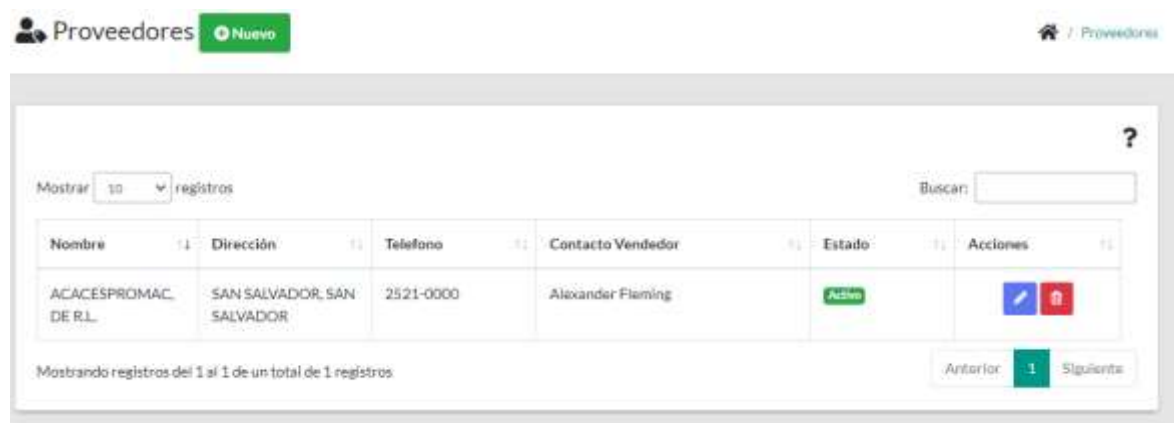 Proveedores Nuevo
/ Proveedores
?
Mostrar 10 registros
Buscar:
Nombre Dirección Telefono Contacto Vendedor Estado Acciones
ACACESPROMAC, SAN SALVADOR, SAN 2521-0000 Alexander Fleming Activo
DE R.L. SALVADOR
Mostrando registros del 1 al 1 de un total de 1 registros
Anterior 1 Siguiente